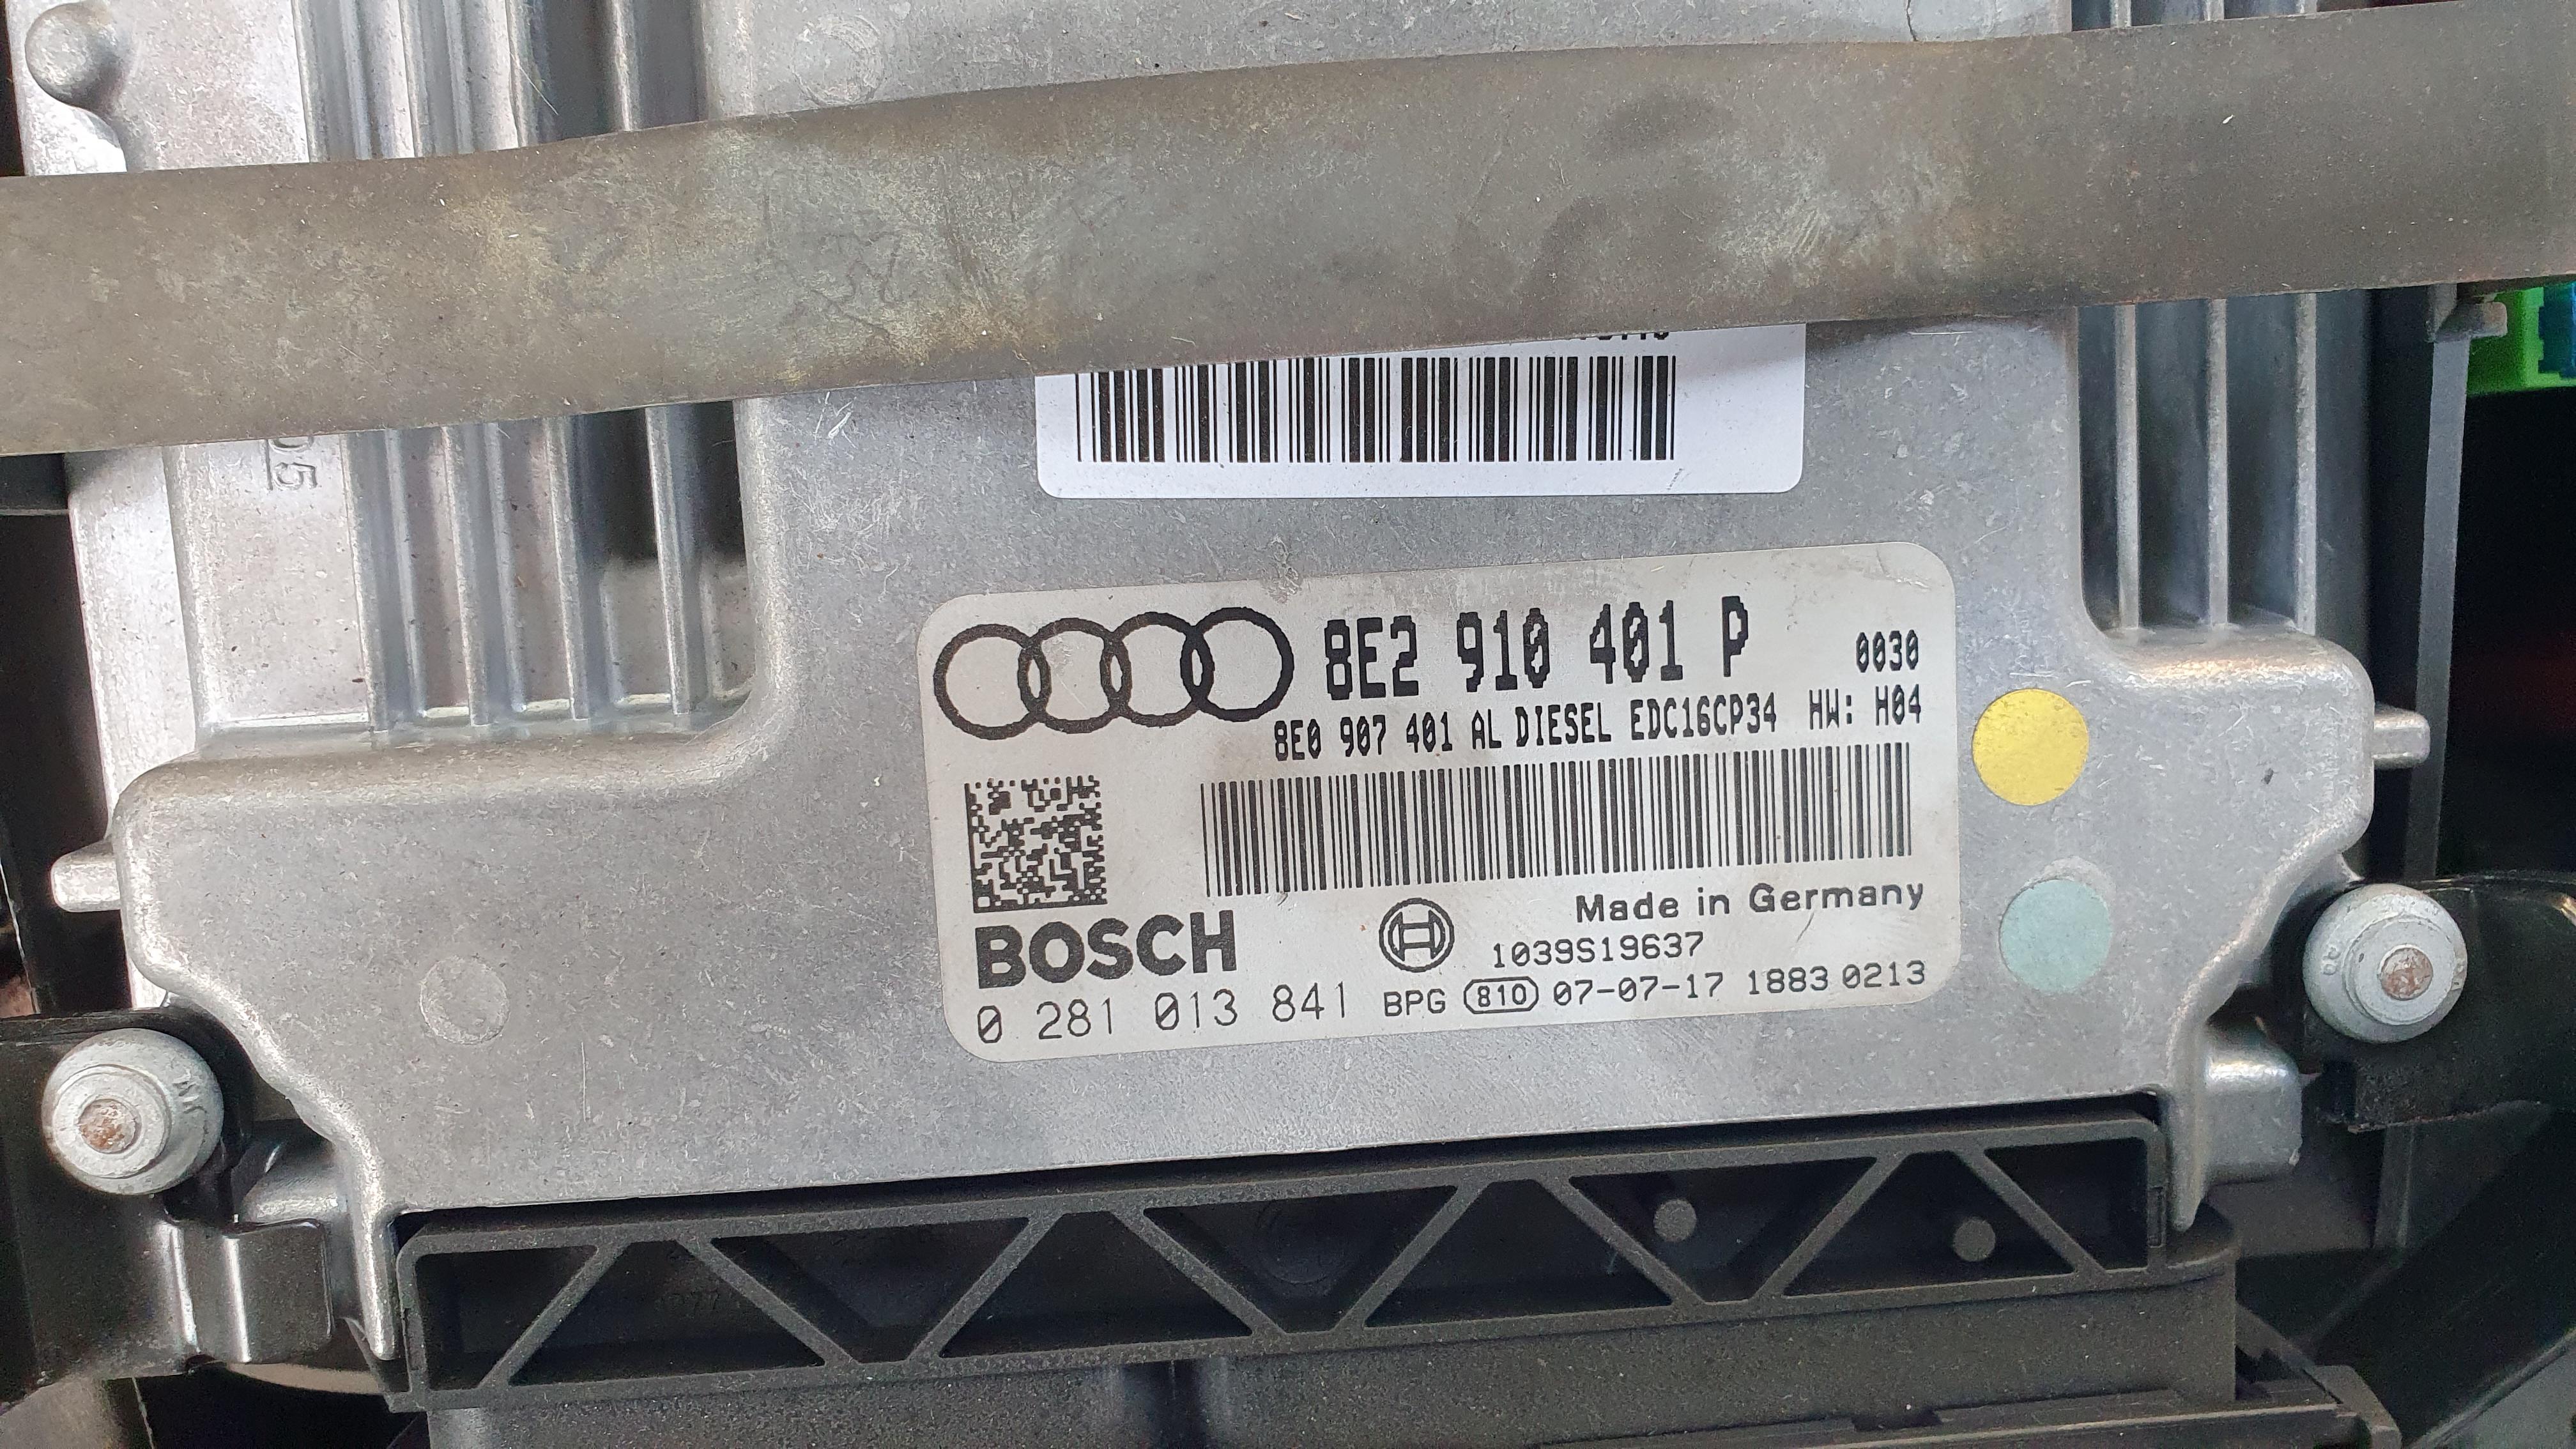 05
8E2 910 401 P 0030
8E0 907 401 AL DIESEL EDC16CP34 HW: H04
BOSCH
Made in Germany
1039S19637
0 281 013 841 BPG 810 07-07-17 1883 0213